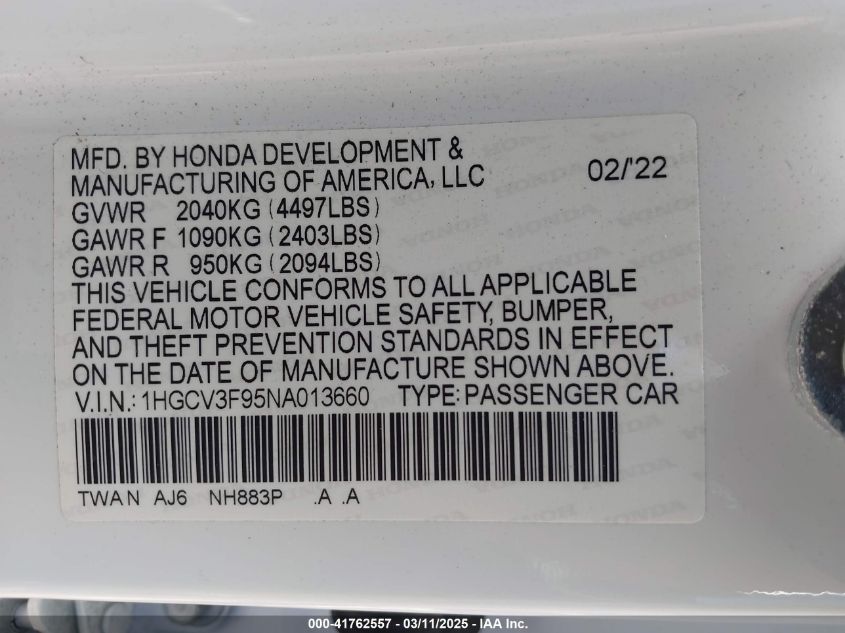 MFD. BY HONDA DEVELOPMENT &
MANUFACTURING OF AMERICA, LLC 02/'22
GVWR 2040KG (4497LBS)
GAWR F 1090KG (2403LBS)
GAWR R 950KG (2094LBS)
THIS VEHICLE CONFORMS TO ALL APPLICABLE
FEDERAL MOTOR VEHICLE SAFETY, BUMPER,
AND THEFT PREVENTION STANDARDS IN EFFECT
ON THE DATE OF MANUFACTURE SHOWN ABOVE.
V.I.N.: 1HGCV3F95NA013660 TYPE: PASSENGER CAR
TWAN AJ6 NH883P .A .A
000-41762557 - 03/11/2025 - IAA Inc.